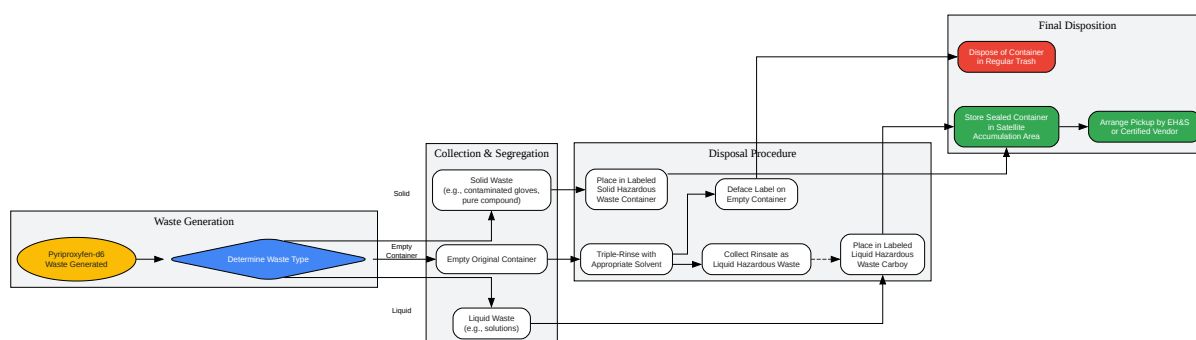 Final Disposition
Dispose of Container
in Regular Trash
Store Sealed Container
in Satellite
Accumulation Area
Arrange Pickup by EH&S
or Certified Vendor
Collection & Segregation
Disposal Procedure
Solid Waste
(e.g., contaminated gloves,
pure compound)
Place in Labeled
Solid Hazardous
Waste Container
Deface Label on
Empty Container
Solid
Waste Generation
Pyriproxyfen-d6
Waste Generated
Determine Waste Type
Empty
Container
Empty Original Container
Triple-Rinse with
Appropriate Solvent
Collect Rinsate as
Liquid Hazardous Waste
Place in Labeled
Liquid Hazardous
Waste Carboy
Liquid
Liquid Waste
(e.g., solutions)